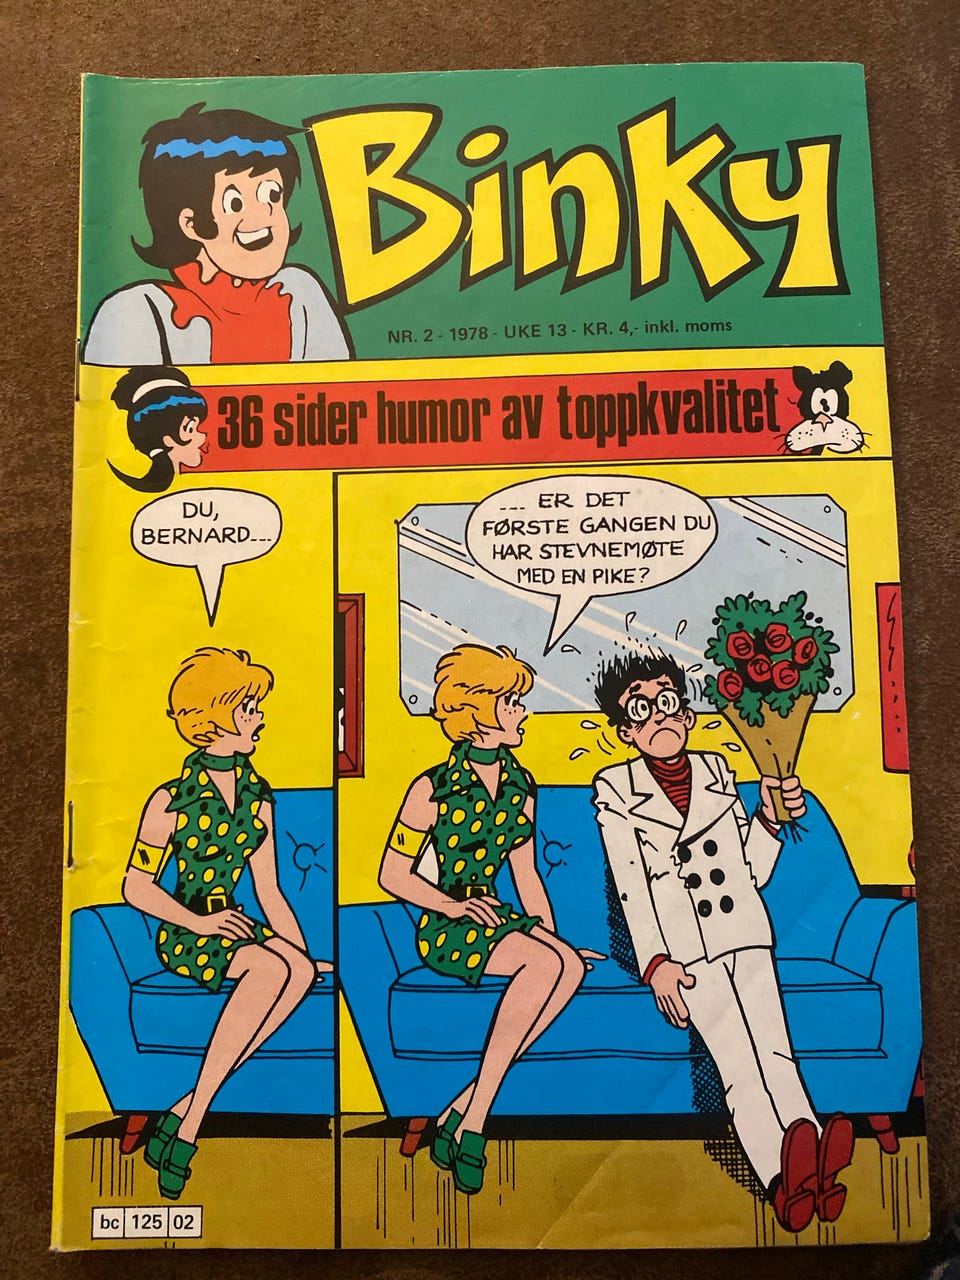 Binky
NR. 2 - 1978 - UKE 13 - KR. 4,- inkl. moms
36 sider humor av toppkvalitet
DU,
BERNARD...
... ER DET
FØRSTE GANGEN DU
HAR STEVNEMØTE
MED EN PIKE?
bc 125 02